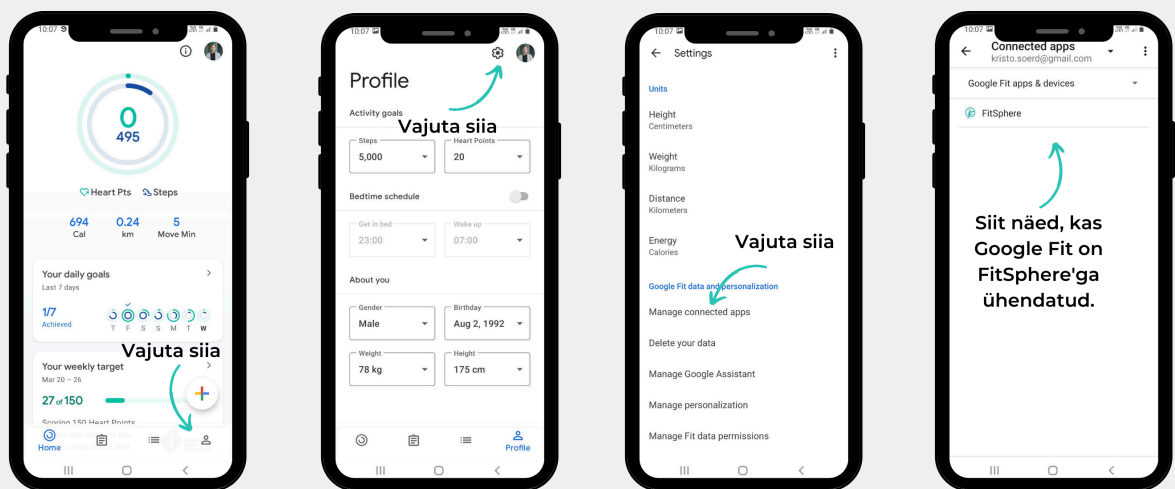 10:07
0
495
Heart Pts Steps
694 0.24 5
Cal km Move Min
Your daily goals
Last 7 days
1/7
Achieved
T F S S M T W
Vajuta siia
Your weekly target
Mar 20 – 26
27 of 150
Scoring 150 Heart Points
Home
10:07
Profile
Activity goals
Vajuta siia
Steps Heart Points
5,000 20
Bedtime schedule
Get in bed Wake up
23:00 07:00
About you
Gender Birthday
Male Aug 2, 1992
Weight Height
78 kg 175 cm
Profile
10:07
Settings
Units
Height
Centimeters
Weight
Kilograms
Distance
Kilometers
Energy
Calories
Vajuta siia
Google Fit data and personalization
Manage connected apps
Delete your data
Manage Google Assistant
Manage personalization
Manage Fit data permissions
10:07
Connected apps
kristo.soerd@gmail.com
Google Fit apps & devices
FitSphere
Siit näed, kas
Google Fit on
FitSphere'ga
ühendatud.